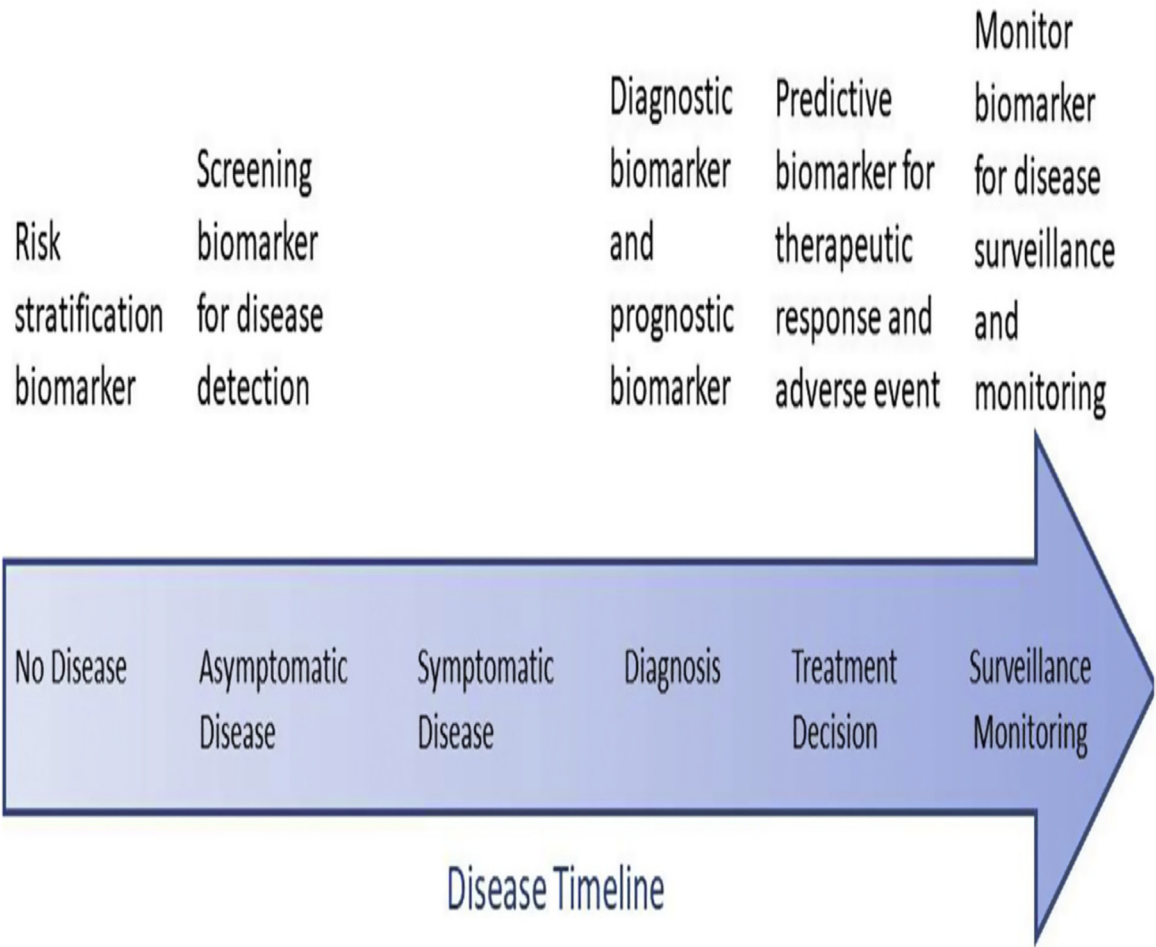 Risk
stratification
biomarker
Screening
biomarker
for disease
detection
Diagnostic
biomarker
and
prognostic
biomarker
Predictive
biomarker for
therapeutic
response and
adverse event
Monitor
biomarker
for disease
surveillance
and
monitoring
No Disease
Asymptomatic
Disease
Symptomatic
Disease
Diagnosis
Treatment
Decision
Surveillance
Monitoring
Disease Timeline